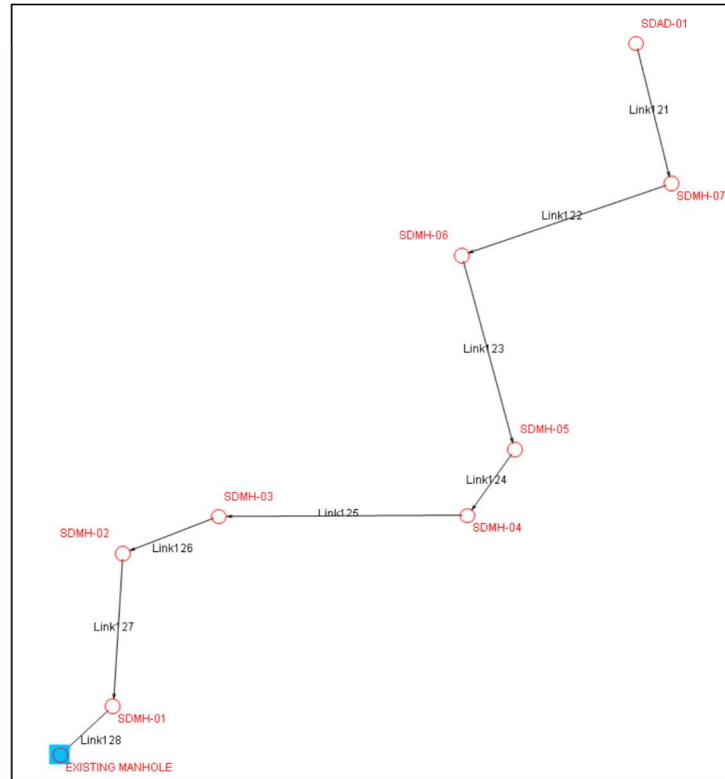 SDAD-01
Link121
SDMH-07
Link122
SDMH-06
Link123
SDMH-05
Link124
SDMH-04
Link125
SDMH-03
Link126
SDMH-02
Link127
SDMH-01
Link128
EXISTING MANHOLE